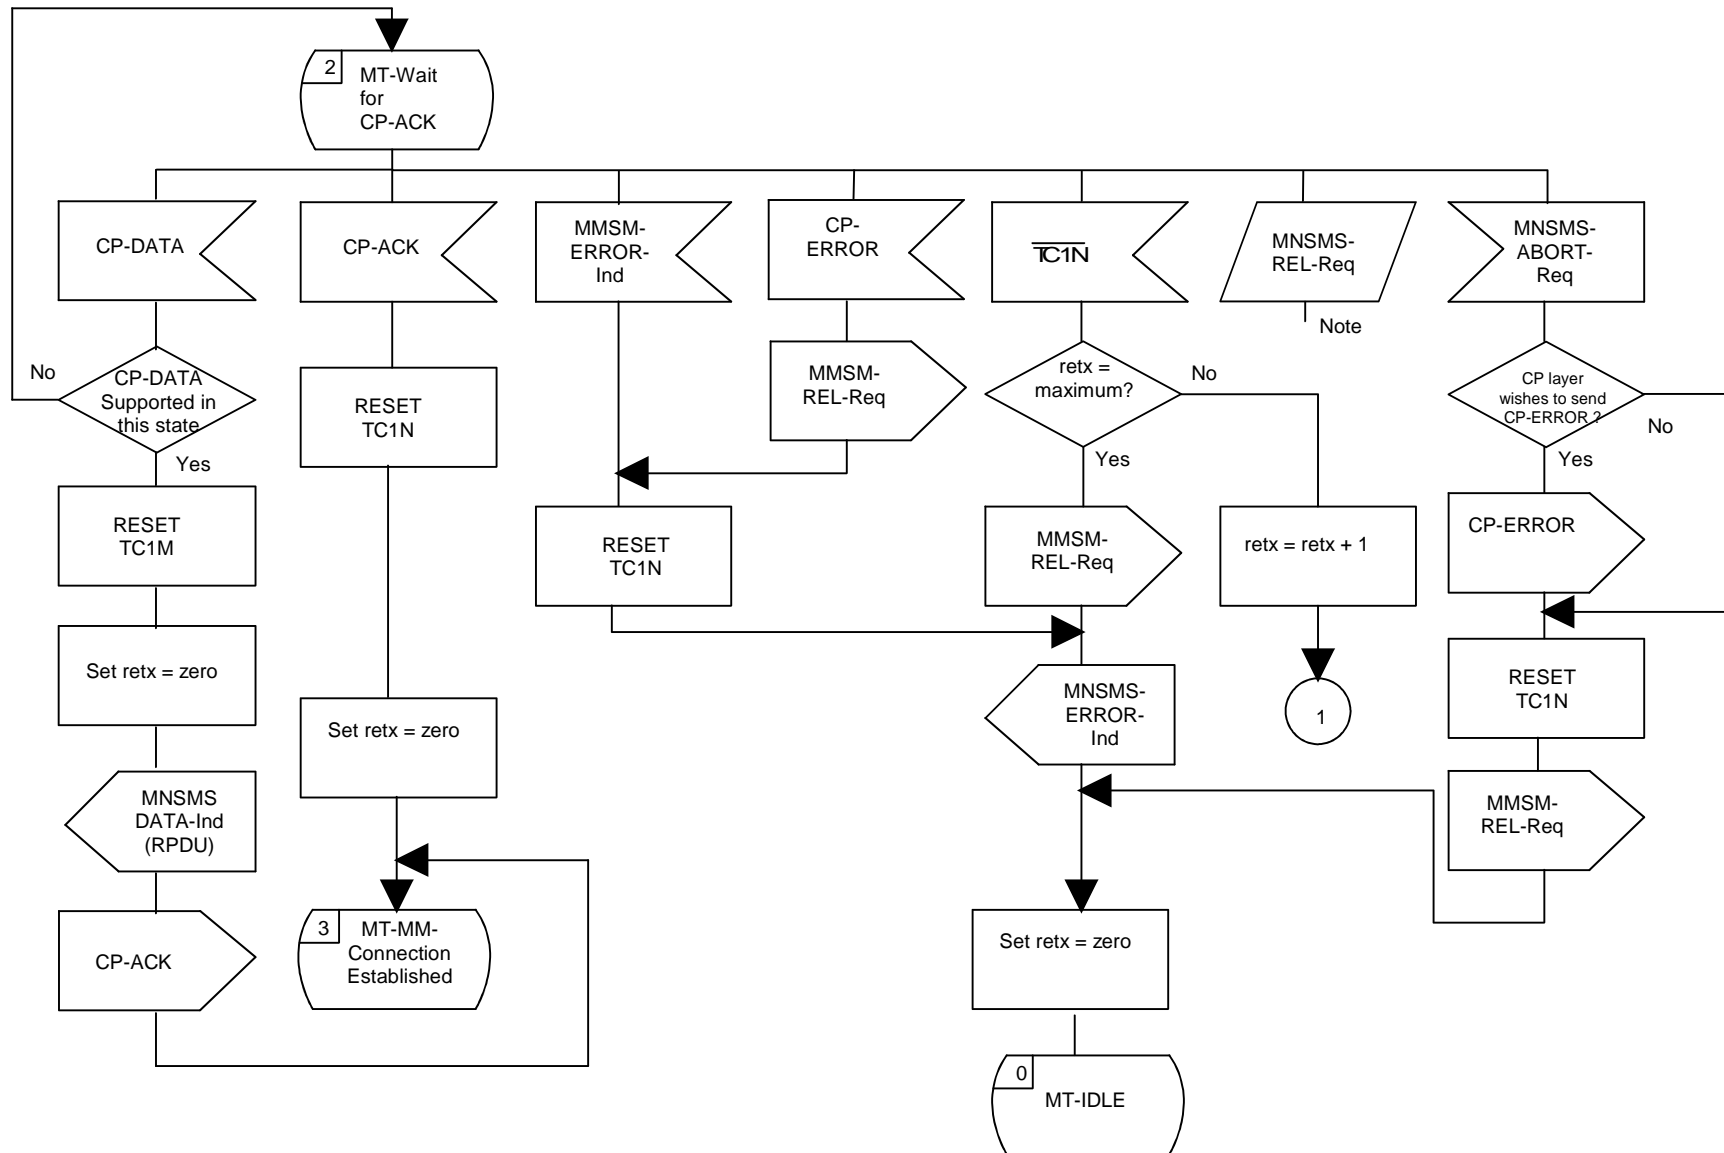 2
MT-Wait
for
CP-ACK
CP-DATA
CP-ACK
MMSM-
ERROR-
Ind
CP-
ERROR
TC1N
MNSMS-
REL-Req
Note
MNSMS-
ABORT-
Req
No
CP-DATA
Supported in
this state
Yes
RESET
TC1N
MMSM-
REL-Req
retx =
maximum?
No
Yes
CP layer
wishes to send
CP-ERROR ?
No
Yes
RESET
TC1M
RESET
TC1N
MMSM-
REL-Req
retx = retx + 1
CP-ERROR
Set retx = zero
Set retx = zero
MNSMS-
ERROR-
Ind
1
RESET
TC1N
MNSMS
DATA-Ind
(RPDU)
MMSM-
REL-Req
CP-ACK
3
MT-MM-
Connection
Established
Set retx = zero
0
MT-IDLE